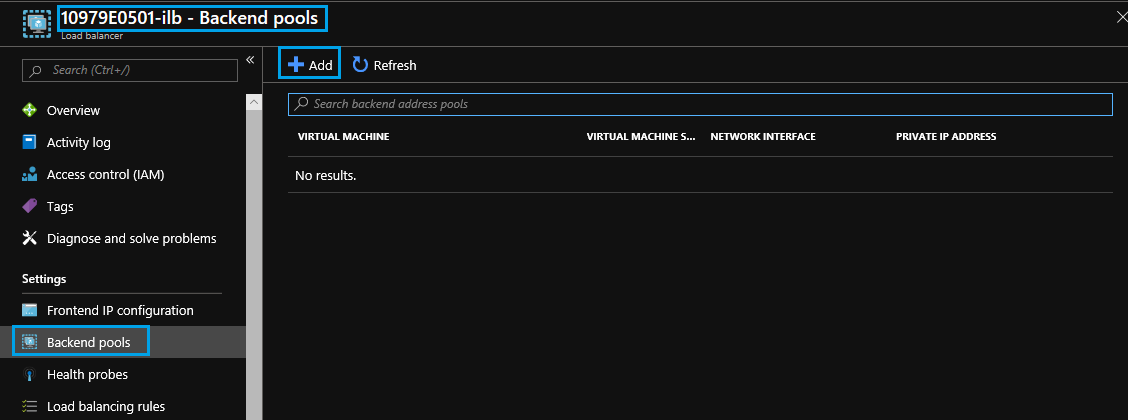 10979E0501-ilb - Backend pools
Load balancer
Search (Ctrl+/)
«
Overview
Activity log
Access control (IAM)
Tags
Diagnose and solve problems
Settings
Frontend IP configuration
Backend pools
Health probes
Load balancing rules
Add
Refresh
Search backend address pools
VIRTUAL MACHINE VIRTUAL MACHINE S... NETWORK INTERFACE PRIVATE IP ADDRESS
No results.